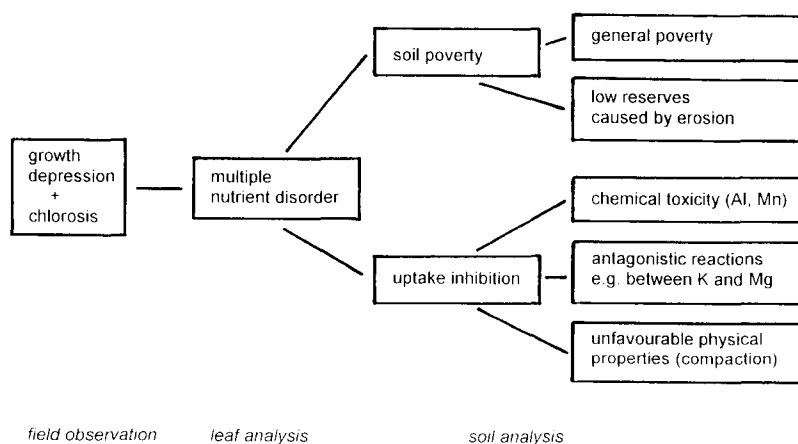 growth
depression
+
chlorosis
multiple
nutrient disorder
soil poverty
general poverty
low reserves
caused by erosion
uptake inhibition
chemical toxicity (Al, Mn)
antagonistic reactions
e.g. between K and Mg
unfavourable physical
properties (compaction)
field observation leaf analysis soil analysis